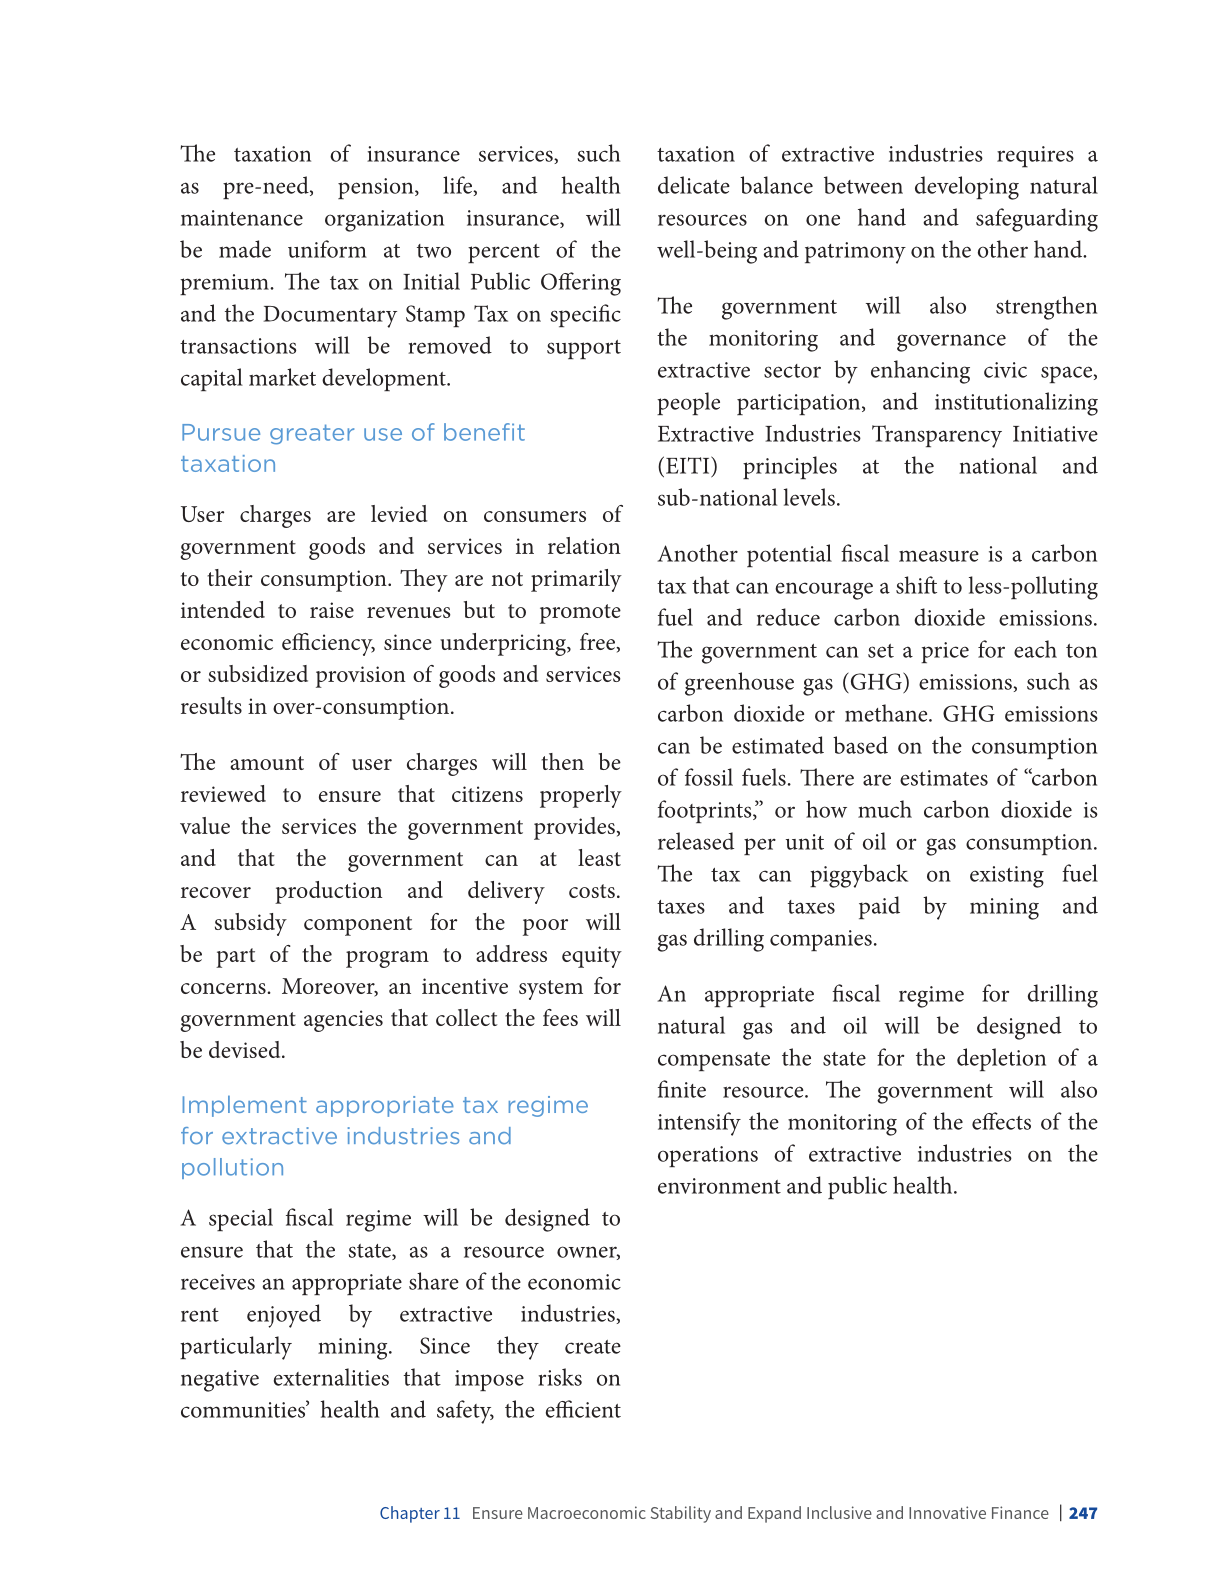 The taxation of insurance services, such
as pre-need, pension, life, and health
maintenance organization insurance, will
be made uniform at two percent of the
premium. The tax on Initial Public Offering
and the Documentary Stamp Tax on specific
transactions will be removed to support
capital market development.
Pursue greater use of benefit
taxation
User charges are levied on consumers of
government goods and services in relation
to their consumption. They are not primarily
intended to raise revenues but to promote
economic efficiency, since underpricing, free,
or subsidized provision of goods and services
results in over-consumption.
The amount of user charges will then be
reviewed to ensure that citizens properly
value the services the government provides,
and that the government can at least
recover production and delivery costs.
A subsidy component for the poor will
be part of the program to address equity
concerns. Moreover, an incentive system for
government agencies that collect the fees will
be devised.
Implement appropriate tax regime
for extractive industries and
pollution
A special fiscal regime will be designed to
ensure that the state, as a resource owner,
receives an appropriate share of the economic
rent enjoyed by extractive industries,
particularly mining. Since they create
negative externalities that impose risks on
communities’ health and safety, the efficient
taxation of extractive industries requires a
delicate balance between developing natural
resources on one hand and safeguarding
well-being and patrimony on the other hand.
The government will also strengthen
the monitoring and governance of the
extractive sector by enhancing civic space,
people participation, and institutionalizing
Extractive Industries Transparency Initiative
(EITI) principles at the national and
sub-national levels.
Another potential fiscal measure is a carbon
tax that can encourage a shift to less-polluting
fuel and reduce carbon dioxide emissions.
The government can set a price for each ton
of greenhouse gas (GHG) emissions, such as
carbon dioxide or methane. GHG emissions
can be estimated based on the consumption
of fossil fuels. There are estimates of “carbon
footprints,” or how much carbon dioxide is
released per unit of oil or gas consumption.
The tax can piggyback on existing fuel
taxes and taxes paid by mining and
gas drilling companies.
An appropriate fiscal regime for drilling
natural gas and oil will be designed to
compensate the state for the depletion of a
finite resource. The government will also
intensify the monitoring of the effects of the
operations of extractive industries on the
environment and public health.
Chapter 11 Ensure Macroeconomic Stability and Expand Inclusive and Innovative Finance | 247